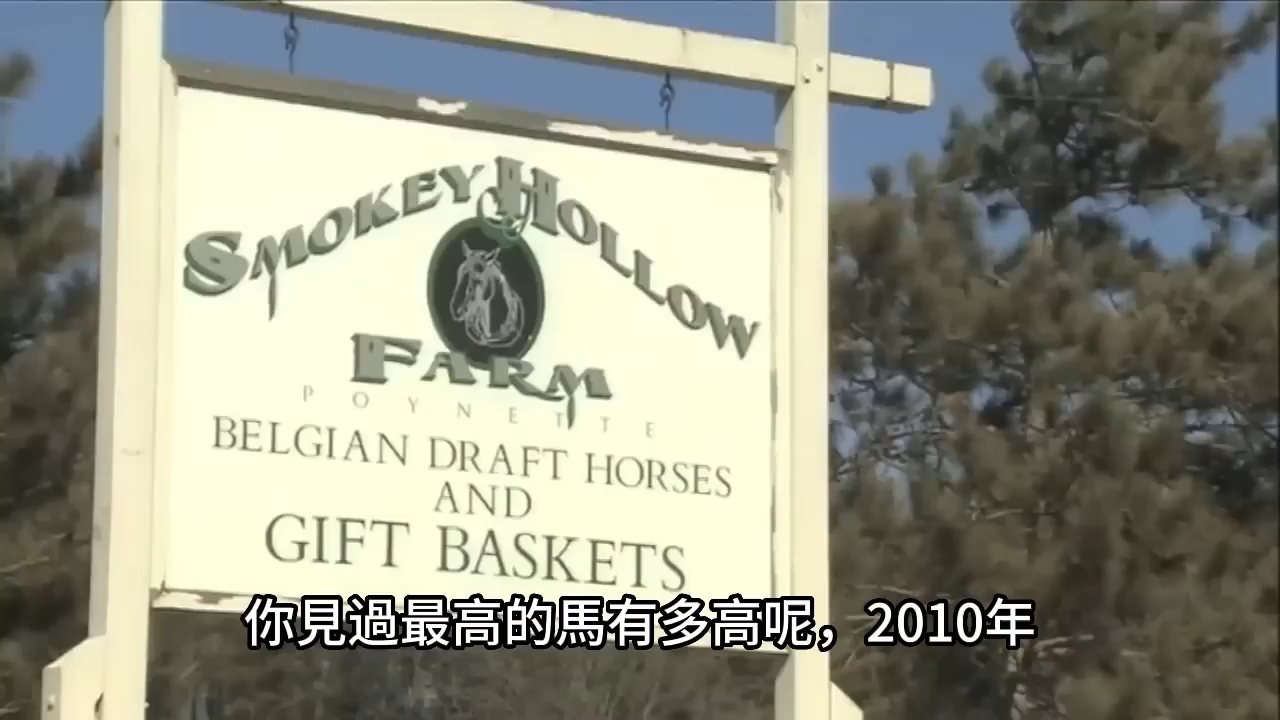 SMOKEY HOLLOW
FARM
POYNETTE
BELGIAN DRAFT HORSES
AND
GIFT BASKETS
你見過最高的馬有多高呢，2010年